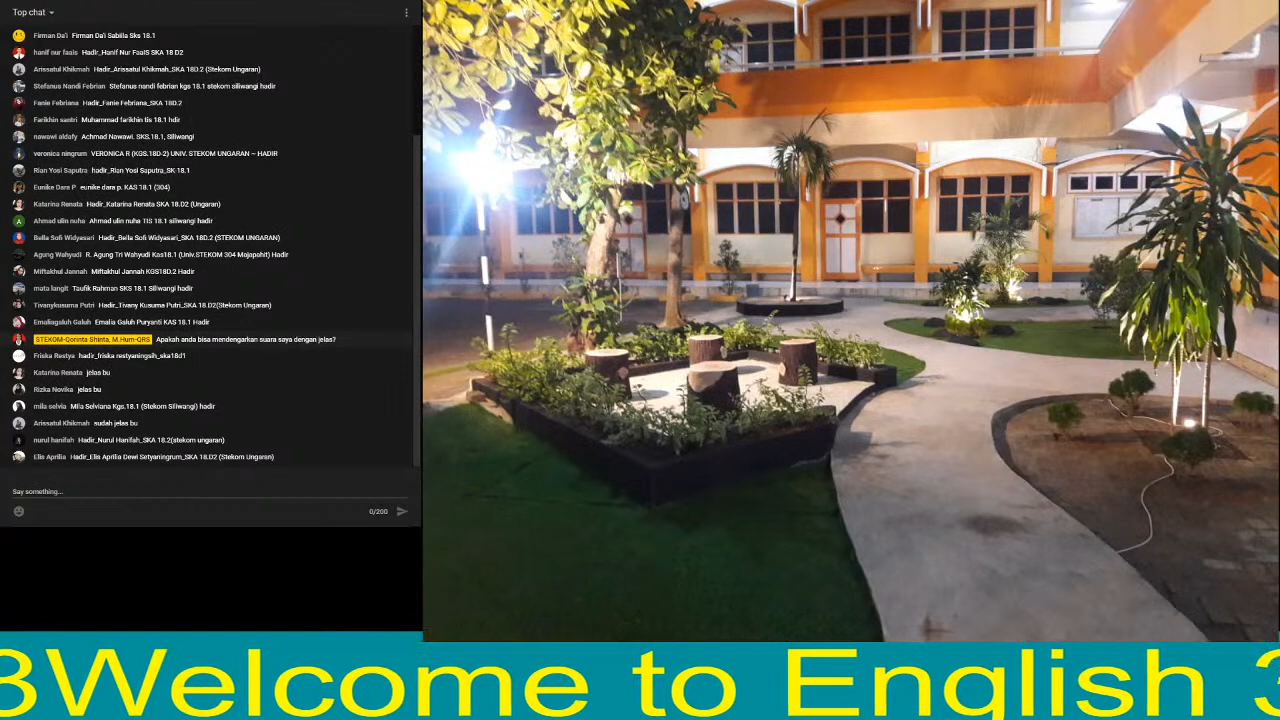 Top chat
Firman Da'i Firman Da'i Sabilla Sks 18.1
hanif nur faais Hadir_Hanif Nur FaaiS SKA 18 D2
Arissatul Khikmah Hadir_Arissatul Khikmah_SKA 18D.2 (Stekom Ungaran)
Stefanus Nandi Febrian Stefanus nandi febrian kgs 18.1 stekom siliwangi hadir
Fanie Febriana Hadir_Fanie Febriana_SKA 18D.2
Farikhin santri Muhammad farikhin tis 18.1 hdir
nawawi aldafy Achmad Nawawi. SKS.18.1, Siliwangi
veronica ningrum VERONICA R (KGS.18D-2) UNIV. STEKOM UNGARAN ~ HADIR
Rian Yosi Saputra hadir_Rian Yosi Saputra_SK 18.1
Eunike Dara P eunike dara p. KAS 18.1 (304)
Katarina Renata Hadir_Katarina Renata_SKA 18.D2 (Ungaran)
A Ahmad ulin nuha Ahmad ulin nuha TIS 18.1 siliwangi hadir
Bella Sofi Widyasari Hadir_Bella Sofi Widyasari_SKA 18D.2 (STEKOM UNGARAN)
Agung Wahyudi R. Agung Tri Wahyudi Kas18.1 (Univ.STEKOM 304 Majapahit) Hadir
Miftakhul Jannah Miftakhul Jannah KGS18D.2 Hadir
mata langit Taufik Rahman SKS 18.1 Siliwangi hadir
Tivanykusuma Putri Hadir_Tivany Kusuma Putri_SKA 18.D2(Stekom Ungaran)
Emaliagaluh Galuh Emalia Galuh Puryanti KAS 18.1 Hadir
STEKOM-Qorinta Shinta, M.Hum-QRS Apakah anda bisa mendengarkan suara saya dengan jelas?
Friska Restya hadir_friska restyaningsih_ska18d1
Katarina Renata jelas bu
Rizka Novika jelas bu
mila selvia Mila Selviana Kgs.18.1 (Stekom Siliwangi) hadir
Arissatul Khikmah sudah jelas bu
nurul hanifah Hadir_Nurul Hanifah_SKA 18.2(stekom ungaran)
Elis Aprilia Hadir_Elis Aprilia Dewi Setyaningrum_SKA 18.D2 (Stekom Ungaran)
Say something...
0/200
3Welcome to English 3